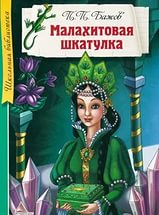 П. П. Бажов
Малахитовая
шкатулка
Школьная библиотека